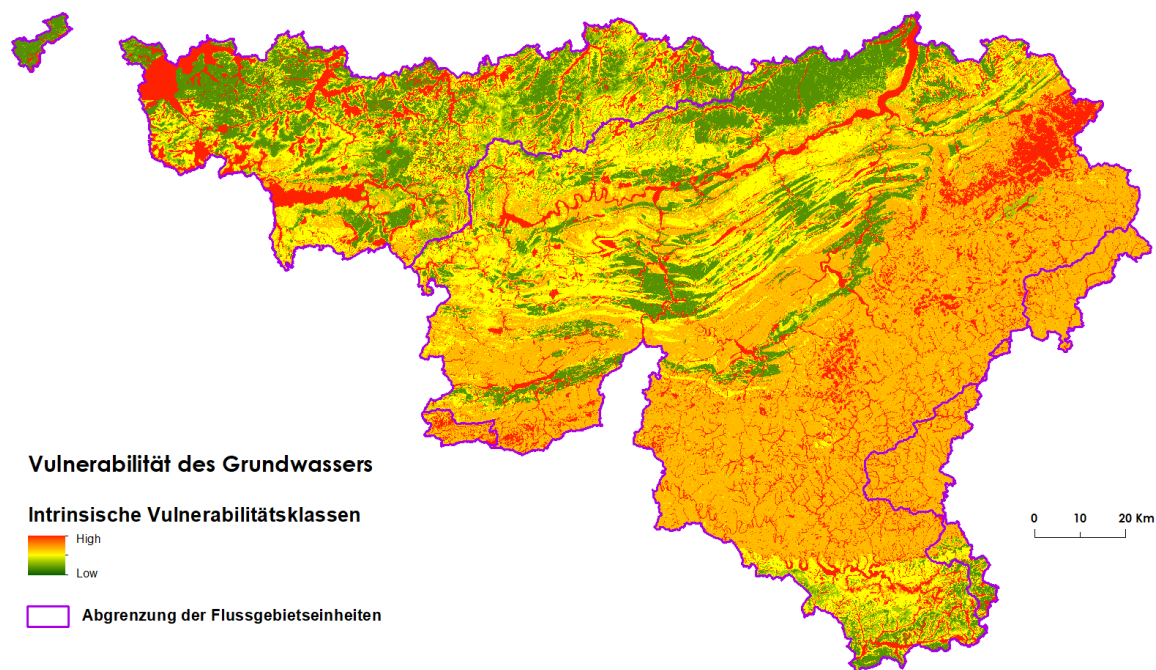 Vulnerabilität des Grundwassers
Intrinsische Vulnerabilitätsklassen
High
Low
Abgrenzung der Flussgebietseinheiten
0 10 20 Km